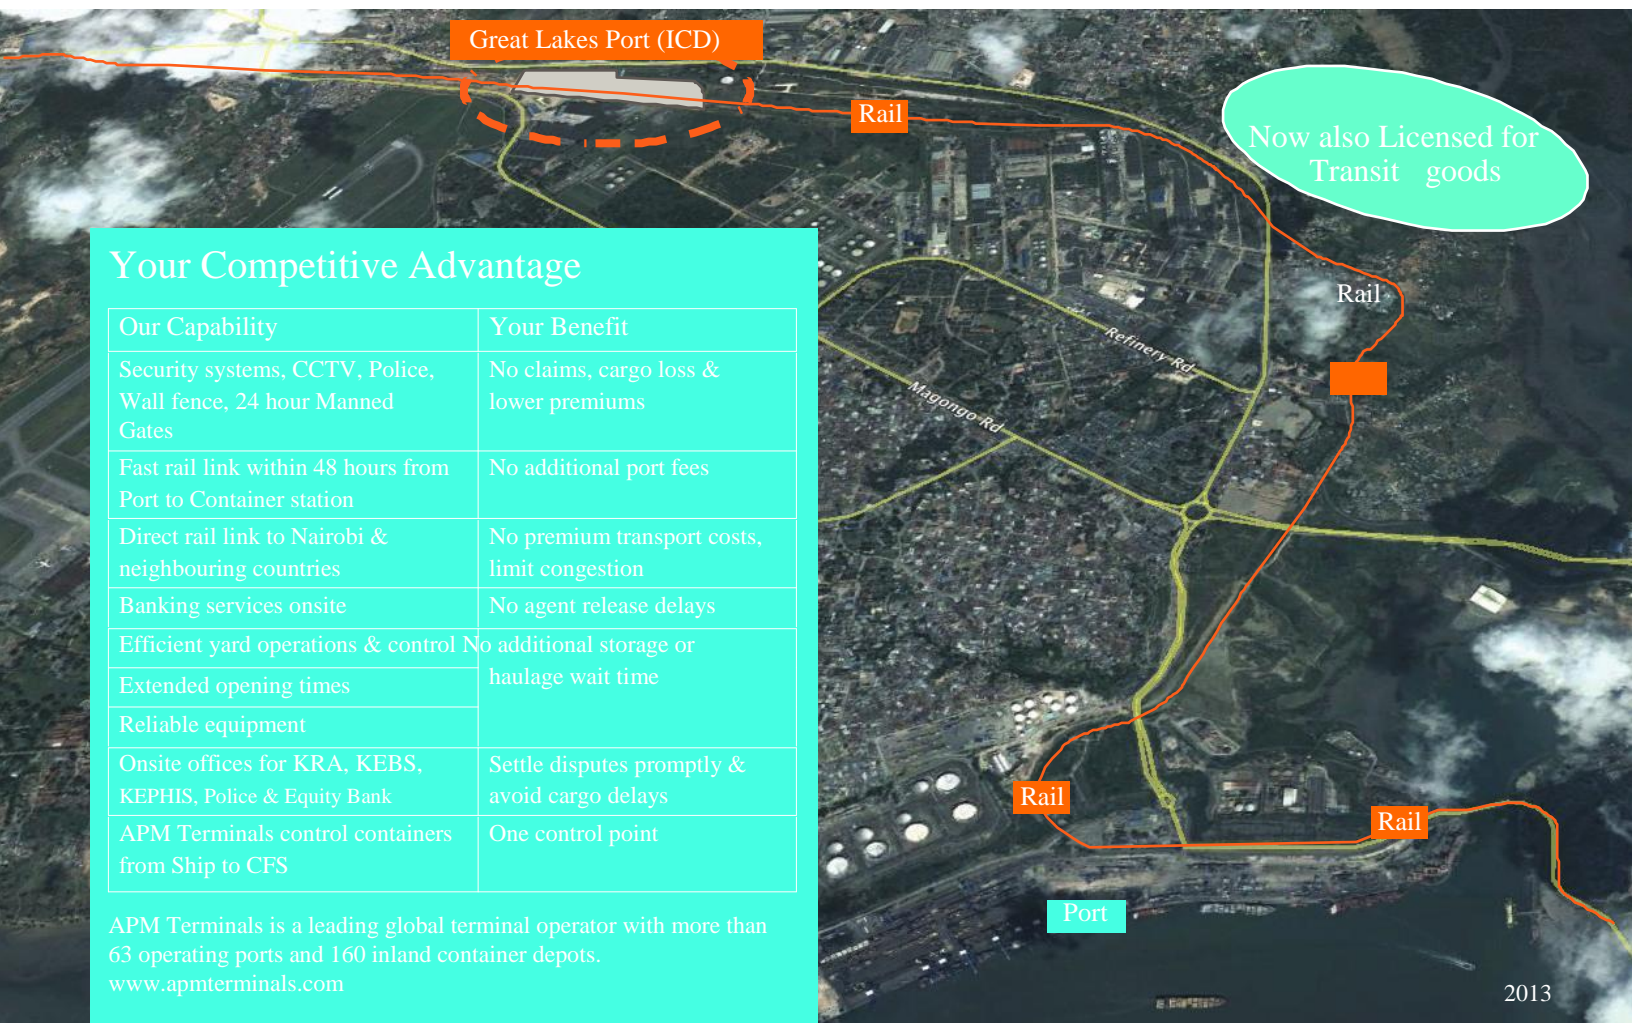 Great Lakes Port (ICD)
Rail
Now also Licensed for
Transit goods
Rail
Refinery Rd
Magongo Rd
Your Competitive Advantage
Our Capability
Your Benefit
Security systems, CCTV, Police,
Wall fence, 24 hour Manned
Gates
No claims, cargo loss &
lower premiums
Fast rail link within 48 hours from
Port to Container station
No additional port fees
Direct rail link to Nairobi &
neighbouring countries
No premium transport costs,
limit congestion
Banking services onsite
No agent release delays
Efficient yard operations & control
No additional storage or
haulage wait time
Extended opening times
Reliable equipment
Onsite offices for KRA, KEBS,
KEPHIS, Police & Equity Bank
Settle disputes promptly &
avoid cargo delays
APM Terminals control containers
from Ship to CFS
One control point
APM Terminals is a leading global terminal operator with more than
63 operating ports and 160 inland container depots.
www.apmterminals.com
Rail
Rail
Port
2013